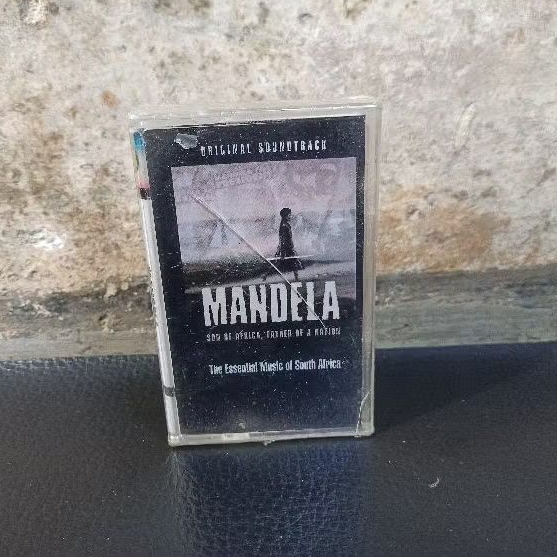 ORIGINAL SOUNDTRACK
MANDELA
SON OF AFRICA, FATHER OF A NATION
The Essential Music of South Africa